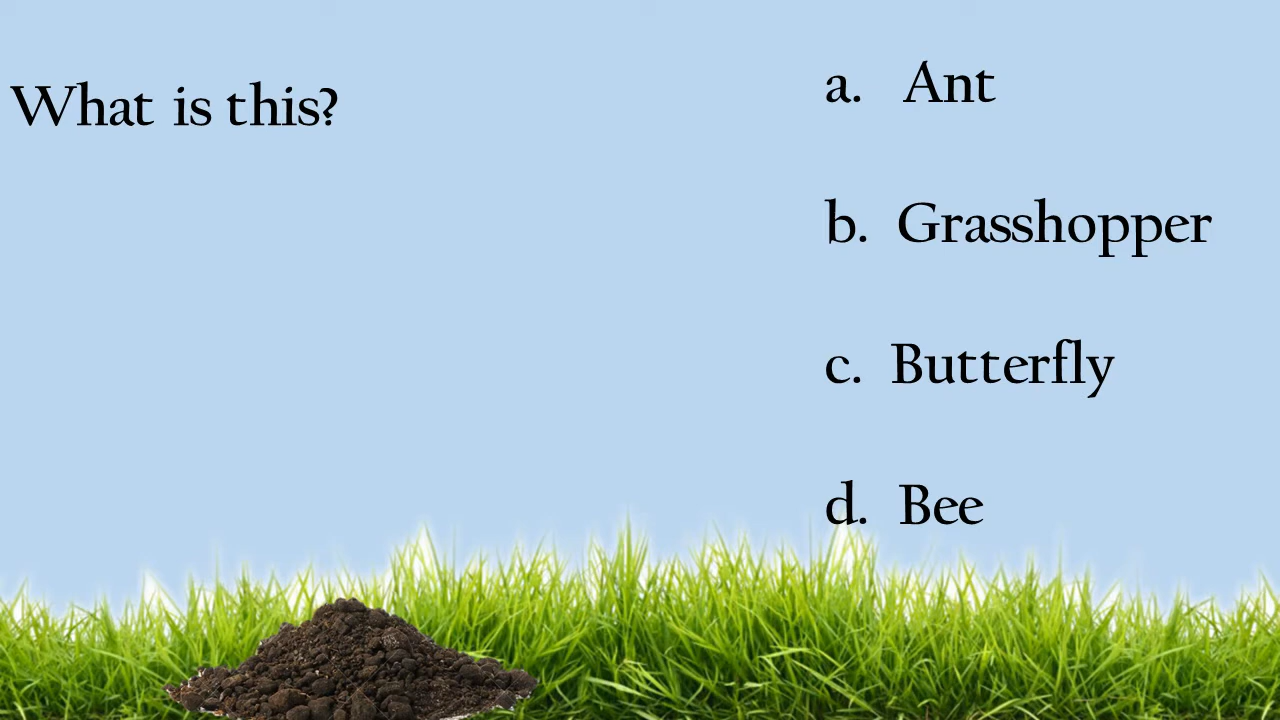 What is this?
a. Ant
b. Grasshopper
c. Butterfly
d. Bee